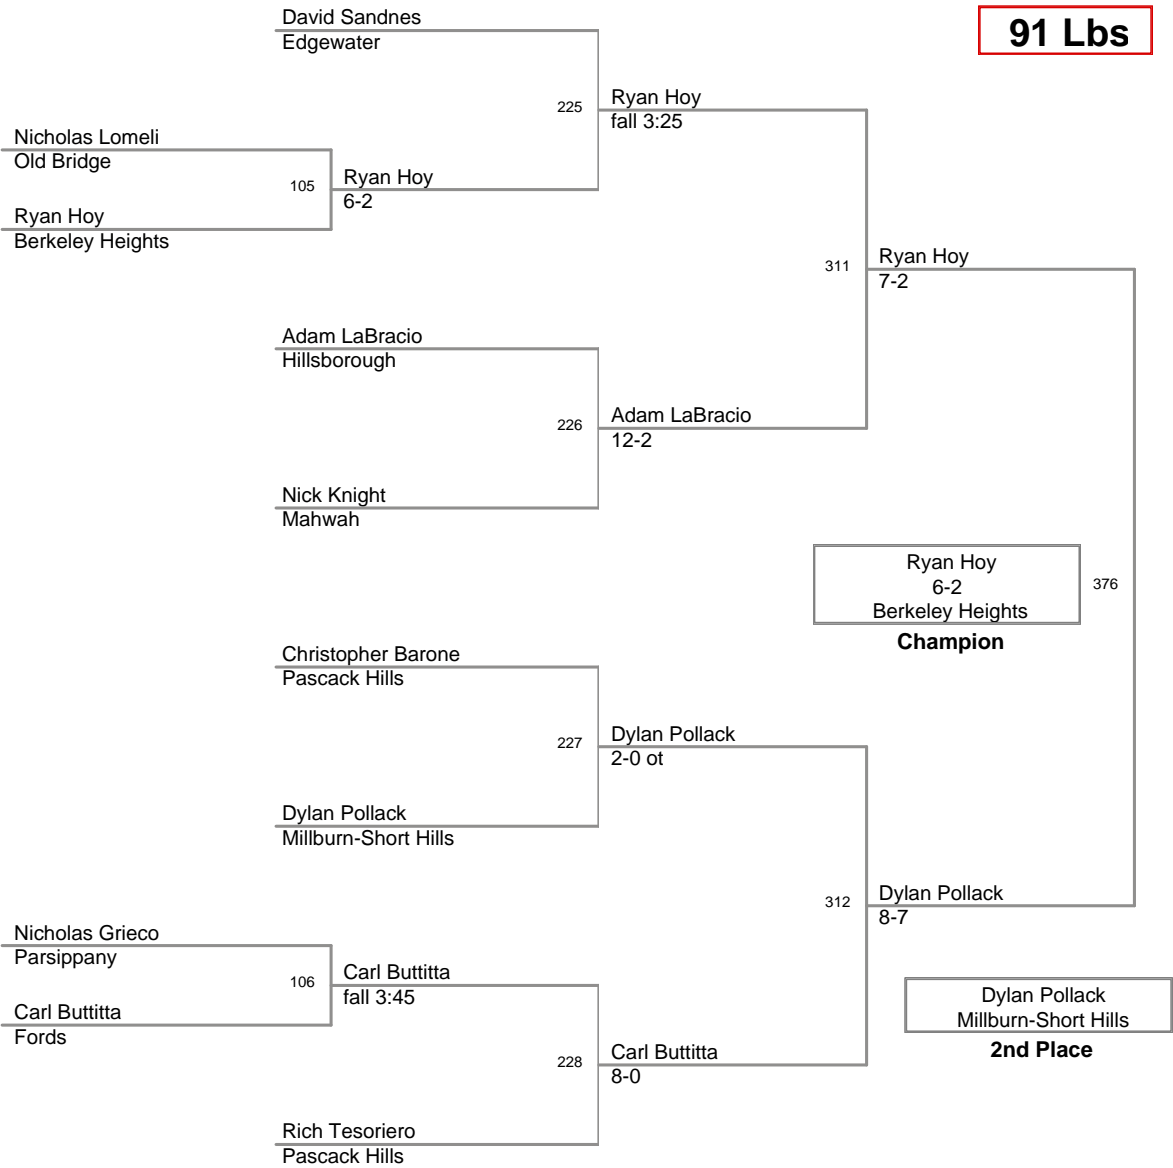 David Sandnes
Edgewater
91 Lbs
225
Ryan Hoy
fall 3:25
Nicholas Lomeli
Old Bridge
105
Ryan Hoy
6-2
Ryan Hoy
Berkeley Heights
311
Ryan Hoy
7-2
Adam LaBracio
Hillsborough
226
Adam LaBracio
12-2
Nick Knight
Mahwah
Ryan Hoy
6-2
Berkeley Heights
376
Champion
Christopher Barone
Pascack Hills
227
Dylan Pollack
2-0 ot
Dylan Pollack
Millburn-Short Hills
312
Dylan Pollack
8-7
Nicholas Grieco
Parsippany
106
Carl Buttitta
fall 3:45
Carl Buttitta
Fords
Dylan Pollack
Millburn-Short Hills
2nd Place
228
Carl Buttitta
8-0
Rich Tesoriero
Pascack Hills